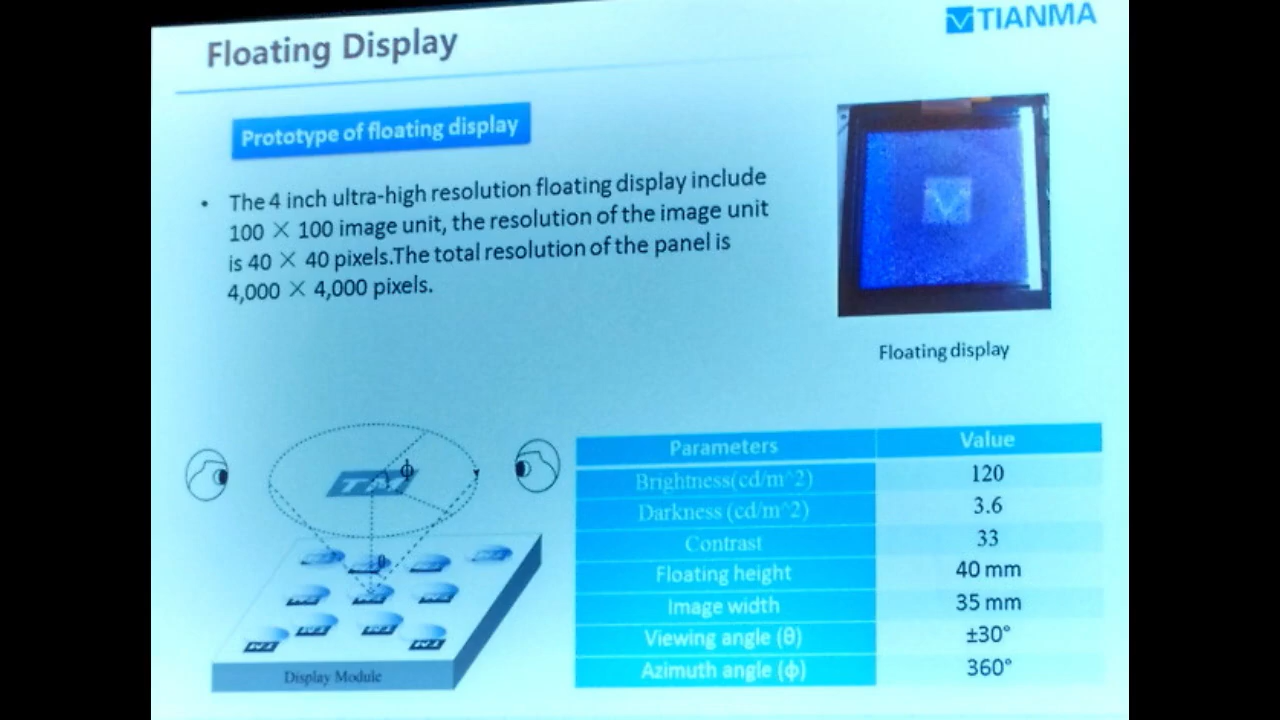 Floating Display
TIANMA
Prototype of floating display
• The 4 inch ultra-high resolution floating display include
100 × 100 image unit, the resolution of the image unit
is 40 × 40 pixels.The total resolution of the panel is
4,000 × 4,000 pixels.
Floating display
TM
ϕ
θ
Display Module
Parameters Value
Brightness(cd/m^2) 120
Darkness (cd/m^2) 3.6
Contrast 33
Floating height 40 mm
Image width 35 mm
Viewing angle (θ) ±30°
Azimuth angle (ϕ) 360°